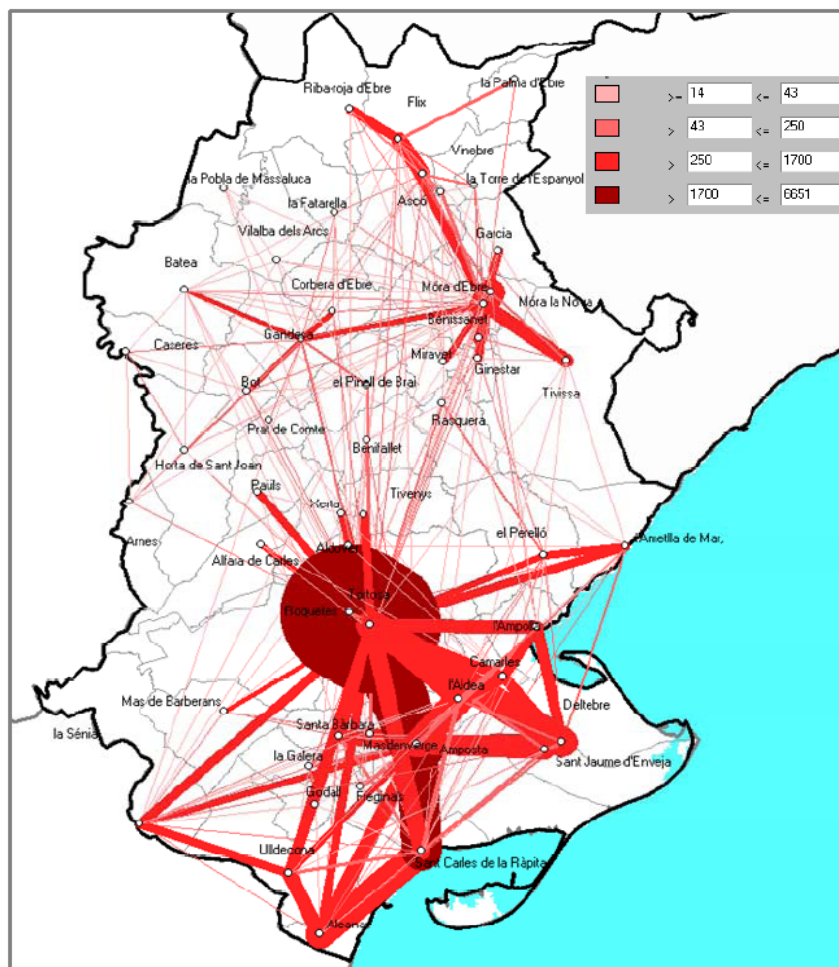 la Palma d'Ebre
Riba-roja d'Ebre
Flix
>= 14 <= 43
> 43 <= 250
> 250 <= 1700
> 1700 <= 6651
Vinebre
la Pobla de Massaluca
la Torre de l'Espanyol
la Fatarella
Ascó
Vilalba dels Arcs
Garcia
Batea
Corbera d'Ebre
Móra d'Ebre
Móra la Nova
Benissanet
Gandesa
Caseres
Miravet
Ginestar
Bot
el Pinell de Brai
Tivissa
Rasquera
Prat de Comte
Benifallet
Horta de Sant Joan
Paüls
Tivenys
Xerta
el Perelló
Arnes
Aldover
l'Ametlla de Mar,
Alfara de Carles
Tortosa
Roquetes
l'Ampolla
Camarles
l'Aldea
Mas de Barberans
Deltebre
la Sénia
Santa Bàrbara
Masdenverge
Amposta
Sant Jaume d'Enveja
la Galera
Godall
Freginals
Ulldecona
Sant Carles de la Ràpita
Alcanar